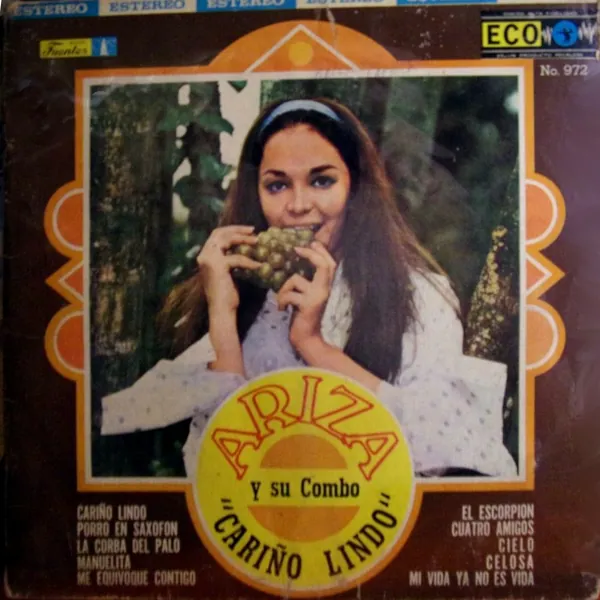 ESTEREO ESTEREO ESTEREO ESTEREO
Fuentes
ECO
No. 972
ARIZA
y su Combo
"CARIÑO LINDO"
CARIÑO LINDO
PORRO EN SAXOFON
LA CORBA DEL PALO
MANUELITA
ME EQUIVOQUE CONTIGO
EL ESCORPION
CUATRO AMIGOS
CIELO
CELOSA
MI VIDA YA NO ES VIDA